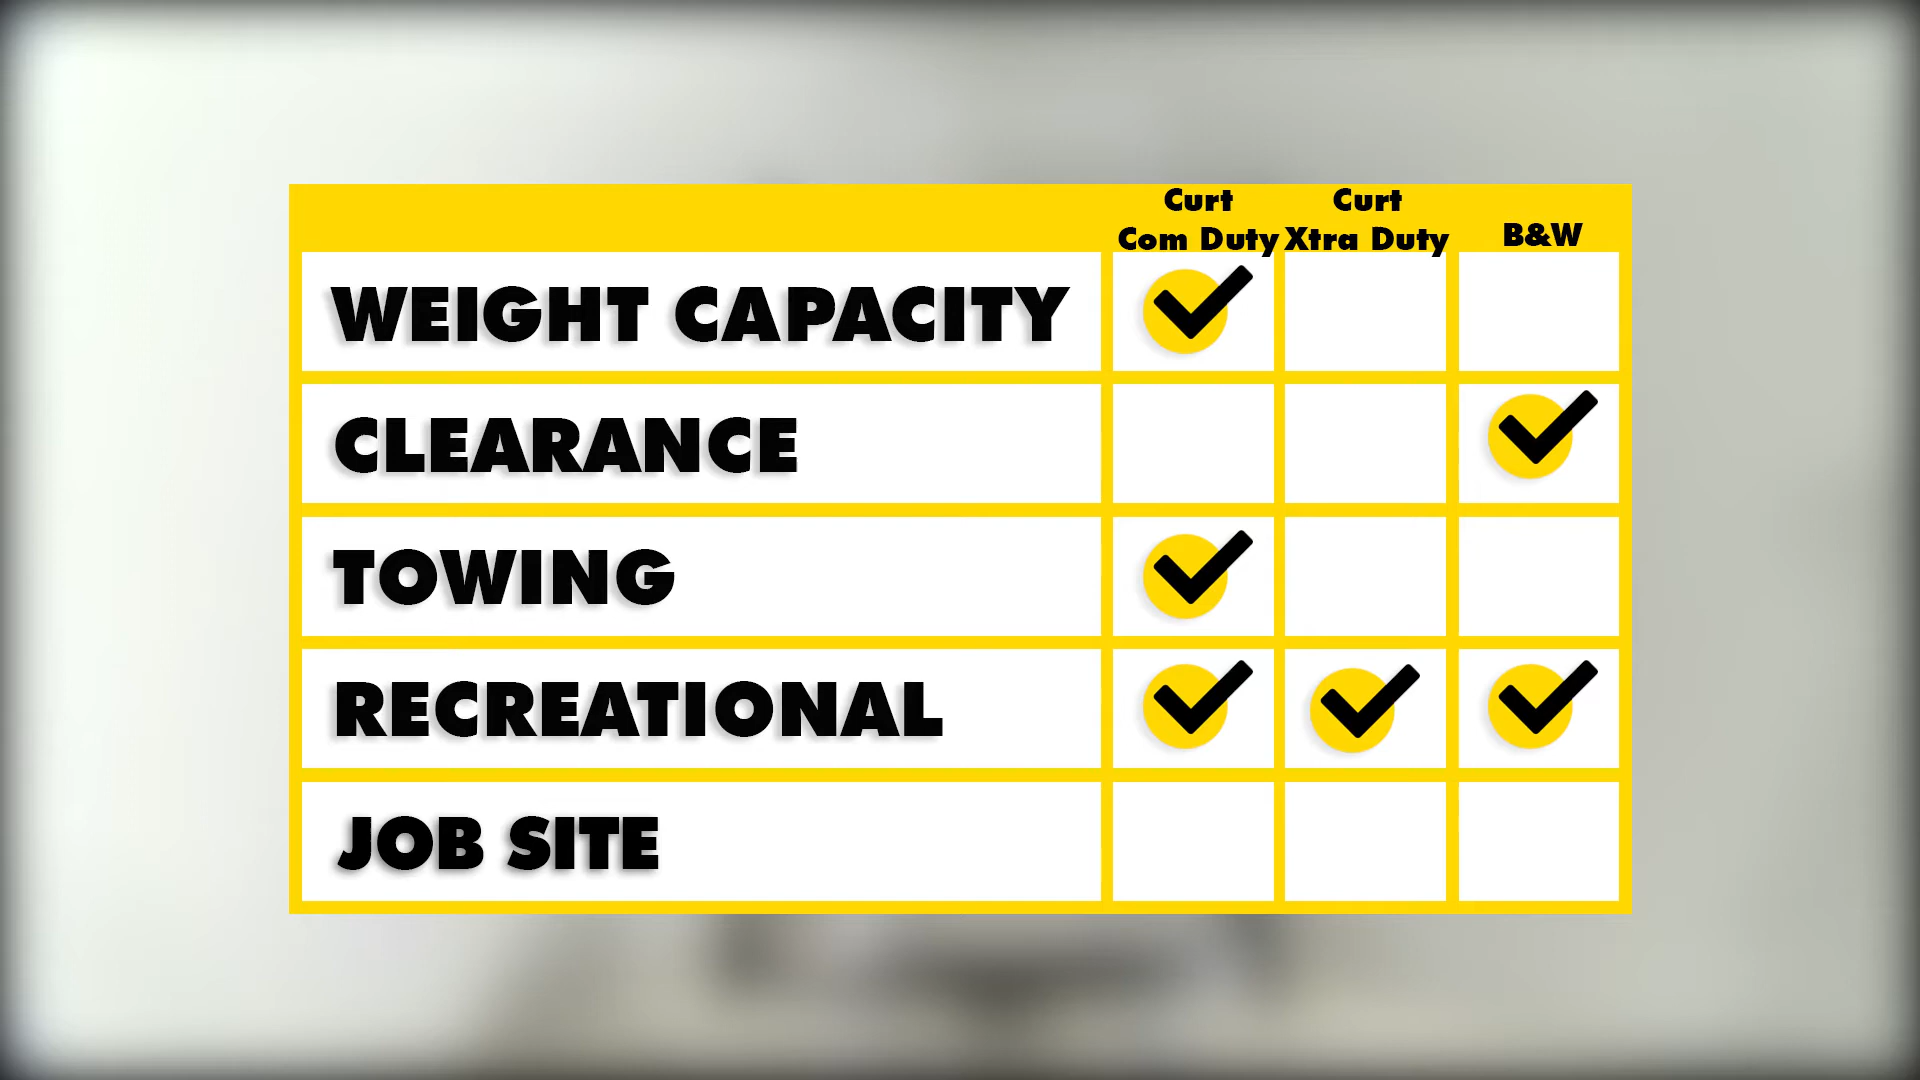 Curt
Com Duty
Curt
Xtra Duty
B&W
WEIGHT CAPACITY
CLEARANCE
TOWING
RECREATIONAL
JOB SITE